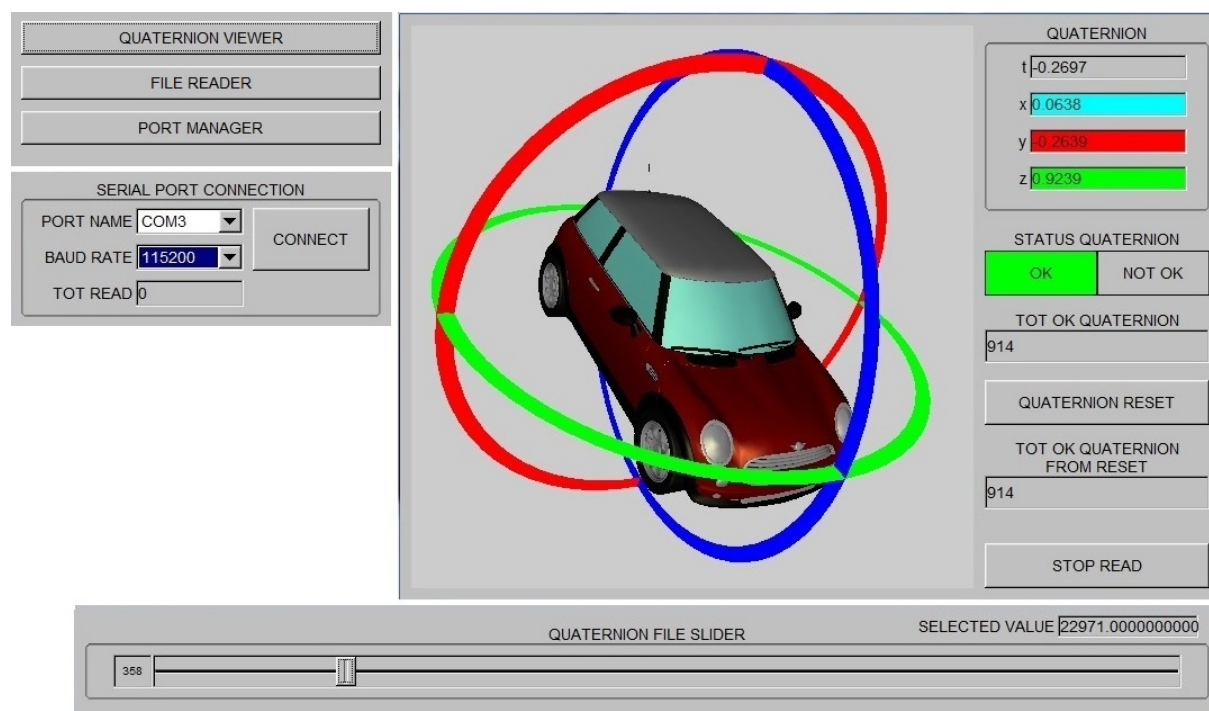 QUATERNION VIEWER
FILE READER
PORT MANAGER
SERIAL PORT CONNECTION
PORT NAME COM3
BAUD RATE 115200
CONNECT
TOT READ 0
QUATERNION
t -0.2697
x 0.0638
y -0.2639
z 0.9239
STATUS QUATERNION
OK NOT OK
TOT OK QUATERNION
914
QUATERNION RESET
TOT OK QUATERNION
FROM RESET
914
STOP READ
QUATERNION FILE SLIDER
SELECTED VALUE 22971.0000000000
358